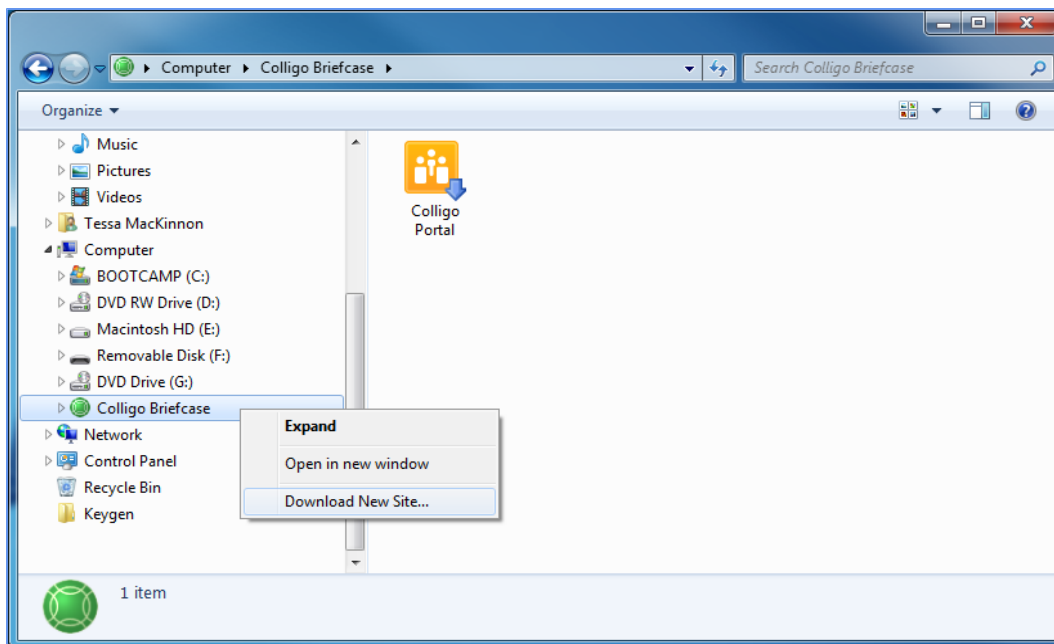 Computer Colligo Briefcase
Search Colligo Briefcase
Organize
Music
Pictures
Videos
Tessa MacKinnon
Computer
BOOTCAMP (C:)
DVD RW Drive (D:)
Macintosh HD (E:)
Removable Disk (F:)
DVD Drive (G:)
Colligo Briefcase
Network
Control Panel
Recycle Bin
Keygen
Colligo
Portal
Expand
Open in new window
Download New Site...
1 item